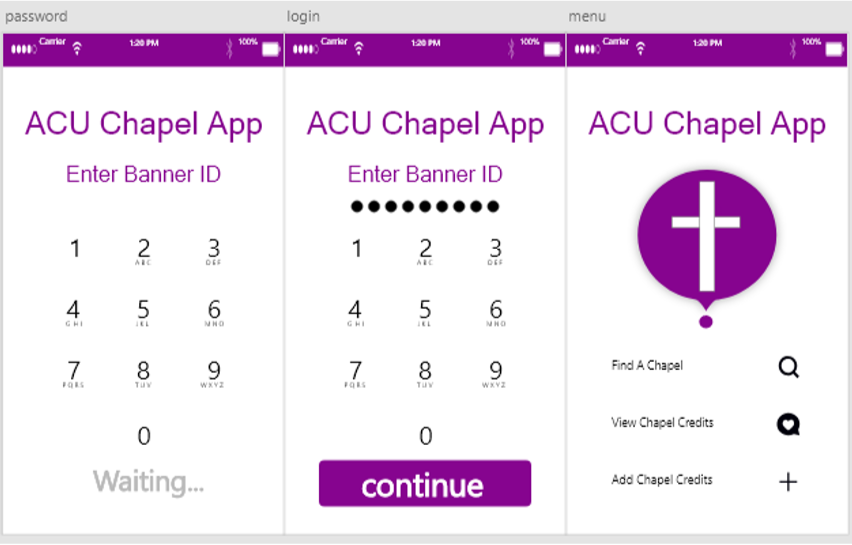 password
Carrier 1:20 PM 100%
ACU Chapel App
Enter Banner ID
1 2 3
ABC DEF
4 5 6
GHI JKL MNO
7 8 9
PQRS TUV WXYZ
0
Waiting...
login
Carrier 1:20 PM 100%
ACU Chapel App
Enter Banner ID
1 2 3
ABC DEF
4 5 6
GHI JKL MNO
7 8 9
PQRS TUV WXYZ
0
continue
menu
Carrier 1:20 PM 100%
ACU Chapel App
Find A Chapel
View Chapel Credits
Add Chapel Credits